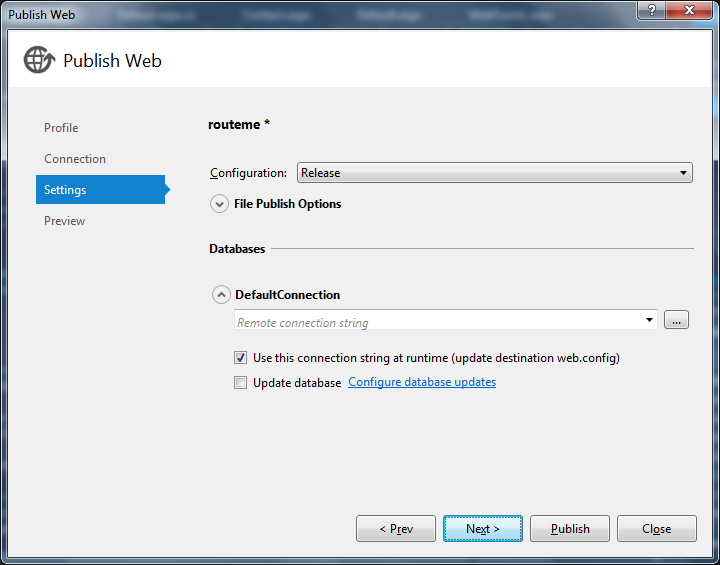 Publish Web
?
Publish Web
Profile
Connection
Settings
Preview
routeme *
Configuration: Release
File Publish Options
Databases
DefaultConnection
Remote connection string
...
Use this connection string at runtime (update destination web.config)
Update database Configure database updates
< Prev Next > Publish Close